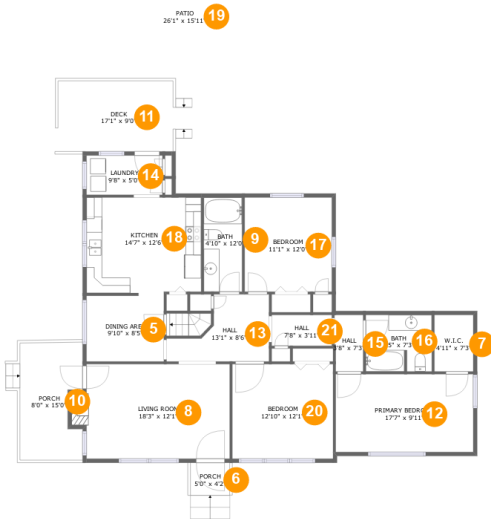 PATIO
26'1" x 15'11
19
DECK
17'1" x 9'0
11
LAUNDRY
9'8" x 5'0
14
KITCHEN
14'7" x 12'6
18
BATH
4'10" x 12'0
9
BEDROOM
11'1" x 12'0
17
DINING AREA
9'10" x 8'5
5
HALL
13'1" x 8'6
13
HALL
7'8" x 3'11
21
HALL
8" x 7'3
15
BATH
5" x 7'3
16
W.I.C.
4'11" x 7'3
7
PORCH
8'0" x 15'0
10
LIVING ROOM
18'3" x 12'1
8
BEDROOM
12'10" x 12'1
20
PRIMARY BEDRO
17'7" x 9'11
12
PORCH
5'0" x 4'2
6